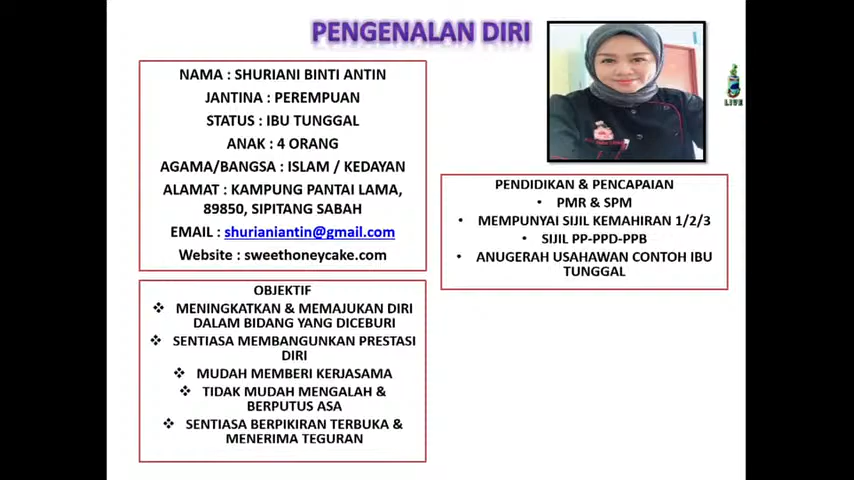 PENGENALAN DIRI
NAMA : SHURIANI BINTI ANTIN
JANTINA : PEREMPUAN
STATUS : IBU TUNGGAL
ANAK : 4 ORANG
AGAMA/BANGSA : ISLAM / KEDAYAN
ALAMAT : KAMPUNG PANTAI LAMA,
89850, SIPITANG SABAH
EMAIL : shurianiantin@gmail.com
Website : sweethoneycake.com
OBJEKTIF
❖ MENINGKATKAN & MEMAJUKAN DIRI
DALAM BIDANG YANG DICEBURI
❖ SENTIASA MEMBANGUNKAN PRESTASI
DIRI
❖ MUDAH MEMBERI KERJASAMA
❖ TIDAK MUDAH MENGALAH &
BERPUTUS ASA
❖ SENTIASA BERPIKIRAN TERBUKA &
MENERIMA TEGURAN
PENDIDIKAN & PENCAPAIAN
• PMR & SPM
• MEMPUNYAI SIJIL KEMAHIRAN 1/2/3
• SIJIL PP-PPD-PPB
• ANUGERAH USAHAWAN CONTOH IBU
TUNGGAL
LIVE